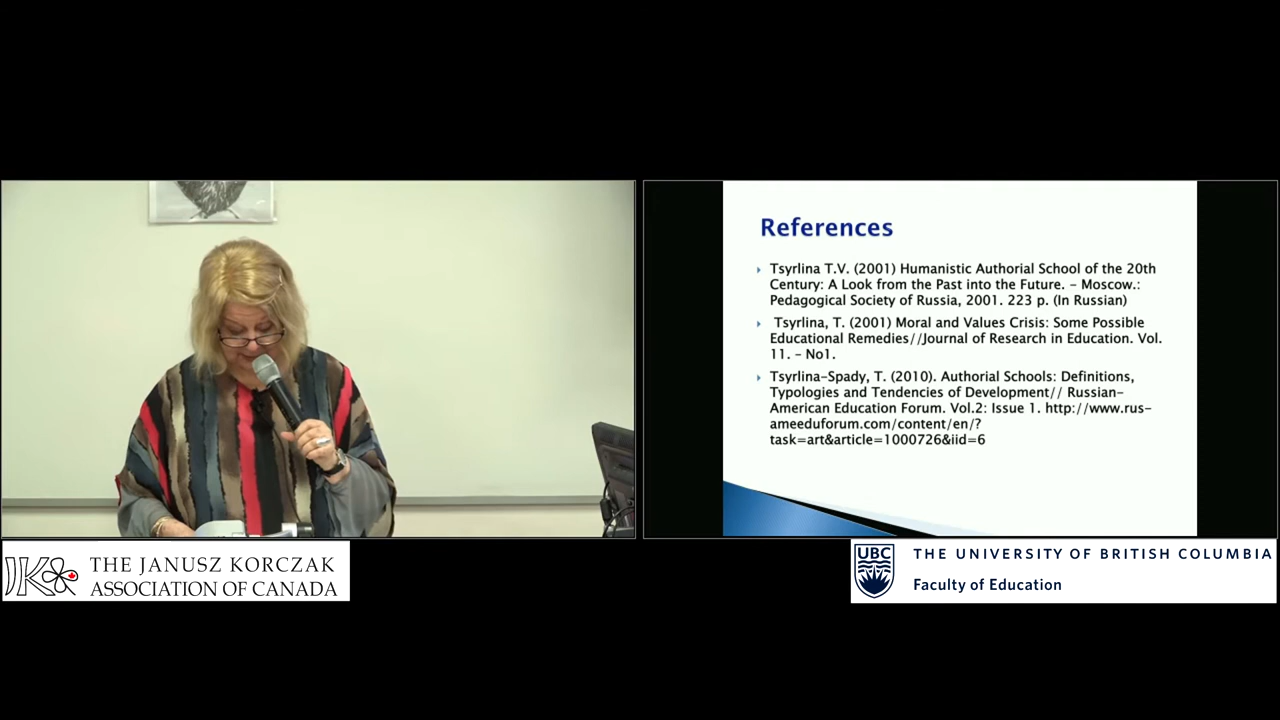 References
Tsyrlina T.V. (2001) Humanistic Authorial School of the 20th
Century: A Look from the Past into the Future. – Moscow.:
Pedagogical Society of Russia, 2001. 223 p. (In Russian)
Tsyrlina, T. (2001) Moral and Values Crisis: Some Possible
Educational Remedies//Journal of Research in Education. Vol.
11. – No1.
Tsyrlina-Spady, T. (2010). Authorial Schools: Definitions,
Typologies and Tendencies of Development// Russian-
American Education Forum. Vol.2: Issue 1. http://www.rus-
ameeduforum.com/content/en/?
task=art&article=1000726&iid=6
JK
THE JANUSZ KORCZAK
ASSOCIATION OF CANADA
UBC
THE UNIVERSITY OF BRITISH COLUMBIA
Faculty of Education